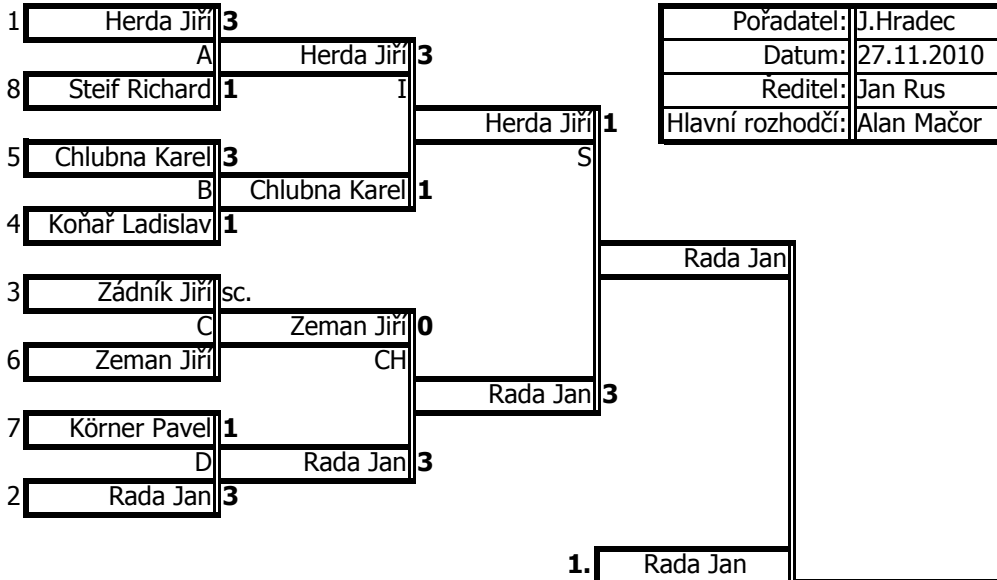 1 Herda Jiří 3 Pořadatel: J.Hradec
A Herda Jiří 3 Datum: 27.11.2010
8 Steif Richard 1 I Ředitel: Jan Rus
Herda Jiří 1 Hlavní rozhodčí: Alan Mačor
5 Chlubna Karel 3 S
B Chlubna Karel 1
4 Koňař Ladislav 1
Rada Jan
3 Zádník Jiří sc.
C Zeman Jiří 0
6 Zeman Jiří CH
Rada Jan 3
7 Körner Pavel 1
D Rada Jan 3
2 Rada Jan 3
1. Rada Jan